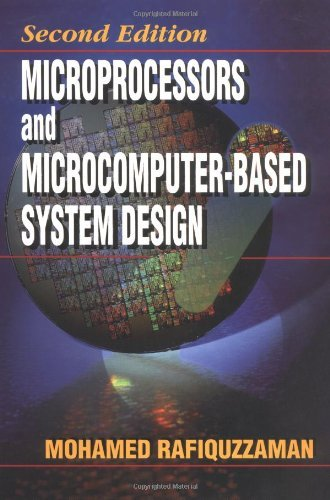 Second Edition
MICROPROCESSORS
and
MICROCOMPUTER-BASED
SYSTEM DESIGN
MOHAMED RAFIQUZZAMAN